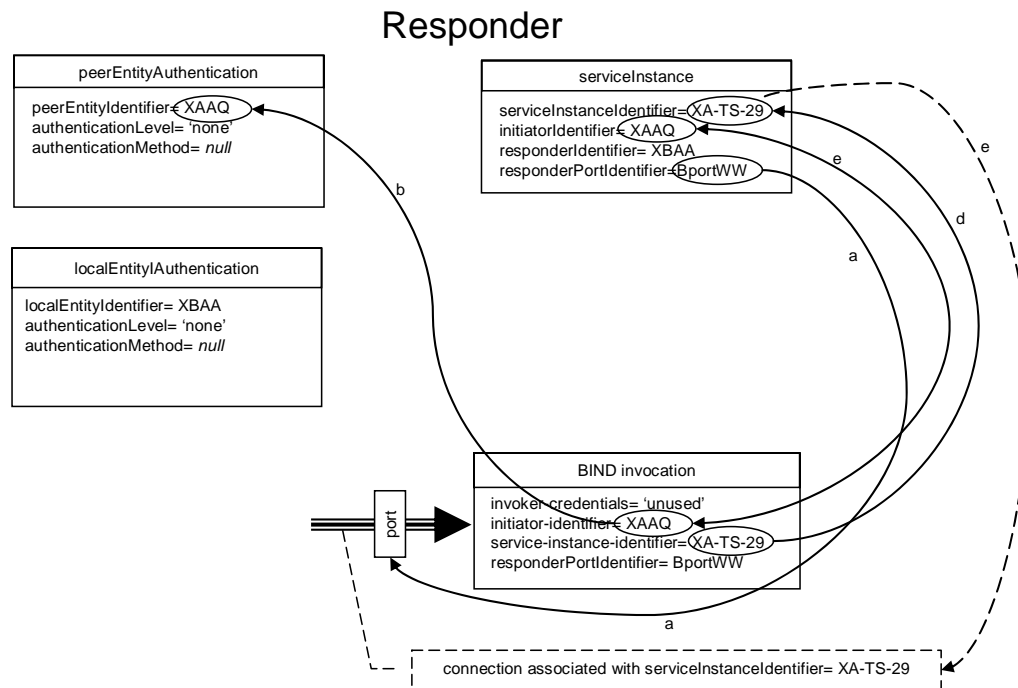 Responder
peerEntityAuthentication
peerEntityIdentifier= XAAQ
authenticationLevel= ‘none’
authenticationMethod= null
serviceInstance
serviceInstanceIdentifier= XA-TS-29
initiatorIdentifier= XAAQ
responderIdentifier= XBAA
responderPortIdentifier=BportWW
e
e
b
d
a
localEntityIAuthentication
localEntityIdentifier= XBAA
authenticationLevel= ‘none’
authenticationMethod= null
BIND invocation
invoker-credentials= ‘unused’
initiator-identifier= XAAQ
service-instance-identifier= XA-TS-29
responderPortIdentifier= BportWW
port
a
connection associated with serviceInstanceIdentifier= XA-TS-29